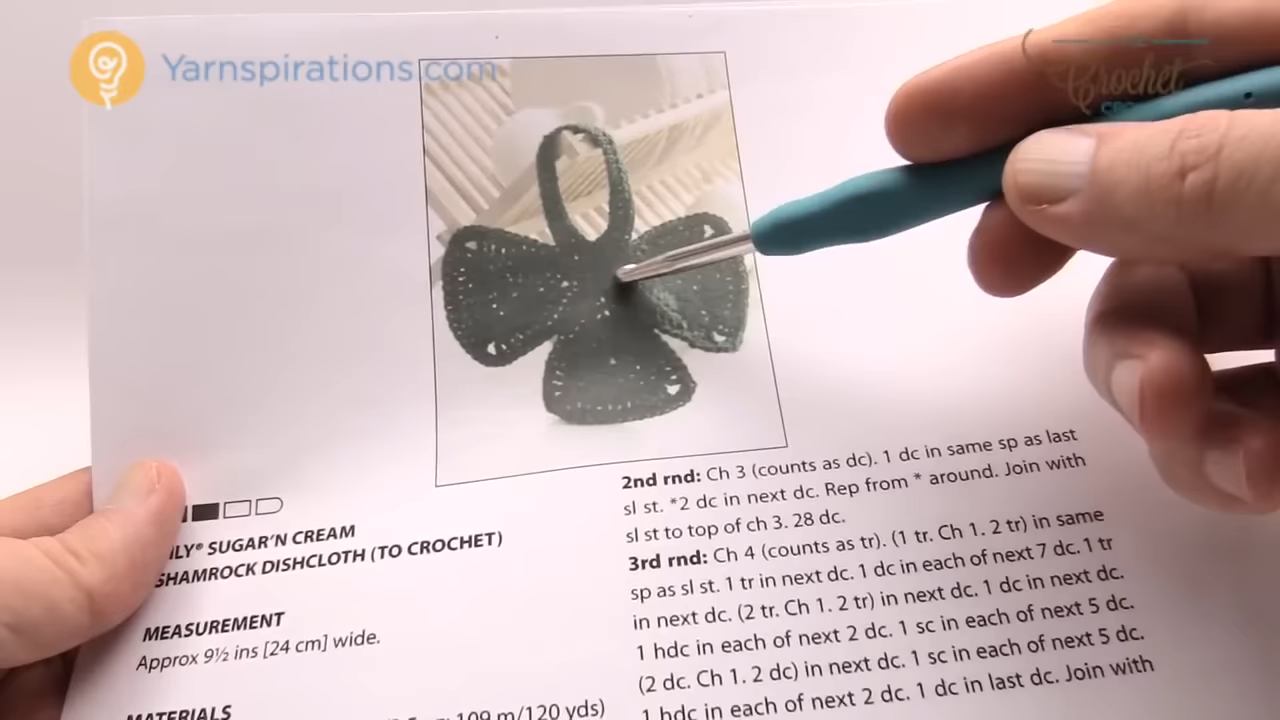 Yarnspirations.com
Crochet
SUGAR'N CREAM
SHAMROCK DISHCLOTH (TO CROCHET)
MEASUREMENT
Approx 9½ ins [24 cm] wide.
MATERIALS
109 m/120 yds)
2nd rnd: Ch 3 (counts as dc). 1 dc in same sp as last
sl st. *2 dc in next dc. Rep from * around. Join with
sl st to top of ch 3. 28 dc.
3rd rnd: Ch 4 (counts as tr). (1 tr. Ch 1. 2 tr) in same
sp as sl st. 1 tr in next dc. 1 dc in each of next 7 dc. 1 tr
in next dc. (2 tr. Ch 1. 2 tr) in next dc. 1 dc in next dc.
1 hdc in each of next 2 dc. 1 sc in each of next 5 dc.
(2 dc. Ch 1. 2 dc) in next dc. 1 sc in each of next 5 dc.
1 hdc in each of next 2 dc. 1 dc in last dc. Join with